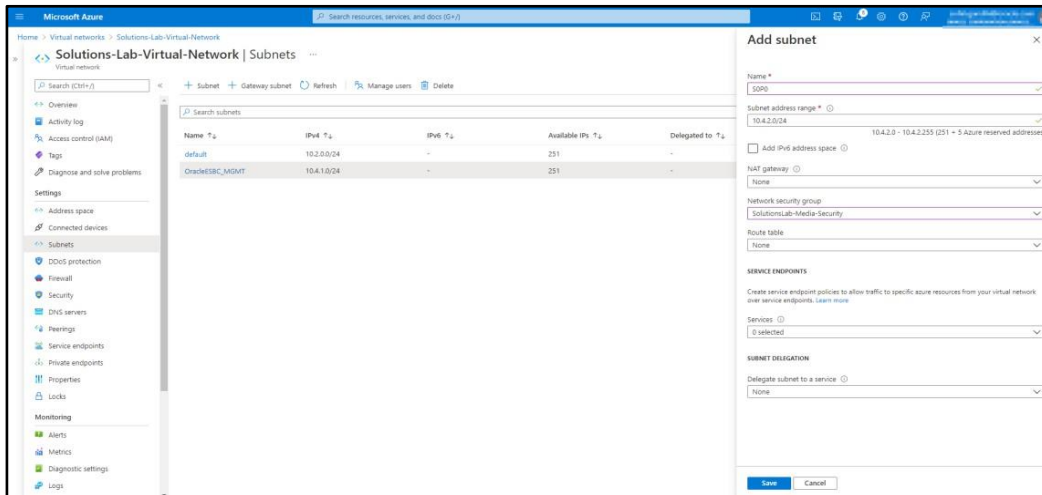 Microsoft Azure
Search resources, services, and docs (G+/)
Home > Virtual networks > Solutions-Lab-Virtual-Network
Solutions-Lab-Virtual-Network | Subnets ...
Virtual network
Search (Ctrl+/)
Overview
Activity log
Access control (IAM)
Tags
Diagnose and solve problems
Settings
Address space
Connected devices
Subnets
DDoS protection
Firewall
Security
DNS servers
Peerings
Service endpoints
Private endpoints
Properties
Locks
Monitoring
Alerts
Metrics
Diagnostic settings
Logs
+ Subnet + Gateway subnet Refresh Manage users Delete
Search subnets
Name ↑↓ IPv4 ↑↓ IPv6 ↑↓ Available IPs ↑↓ Delegated to ↑↓
default 10.2.0.0/24 - 251 -
OracleESBC_MGMT 10.4.1.0/24 - 251 -
Add subnet
Name *
S0P0
Subnet address range *
10.4.2.0/24
10.4.2.0 - 10.4.2.255 (251 + 5 Azure reserved addresses
Add IPv6 address space
NAT gateway
None
Network security group
SolutionsLab-Media-Security
Route table
None
SERVICE ENDPOINTS
Create service endpoint policies to allow traffic to specific azure resources from your virtual network
over service endpoints. Learn more
Services
0 selected
SUBNET DELEGATION
Delegate subnet to a service
None
Save Cancel